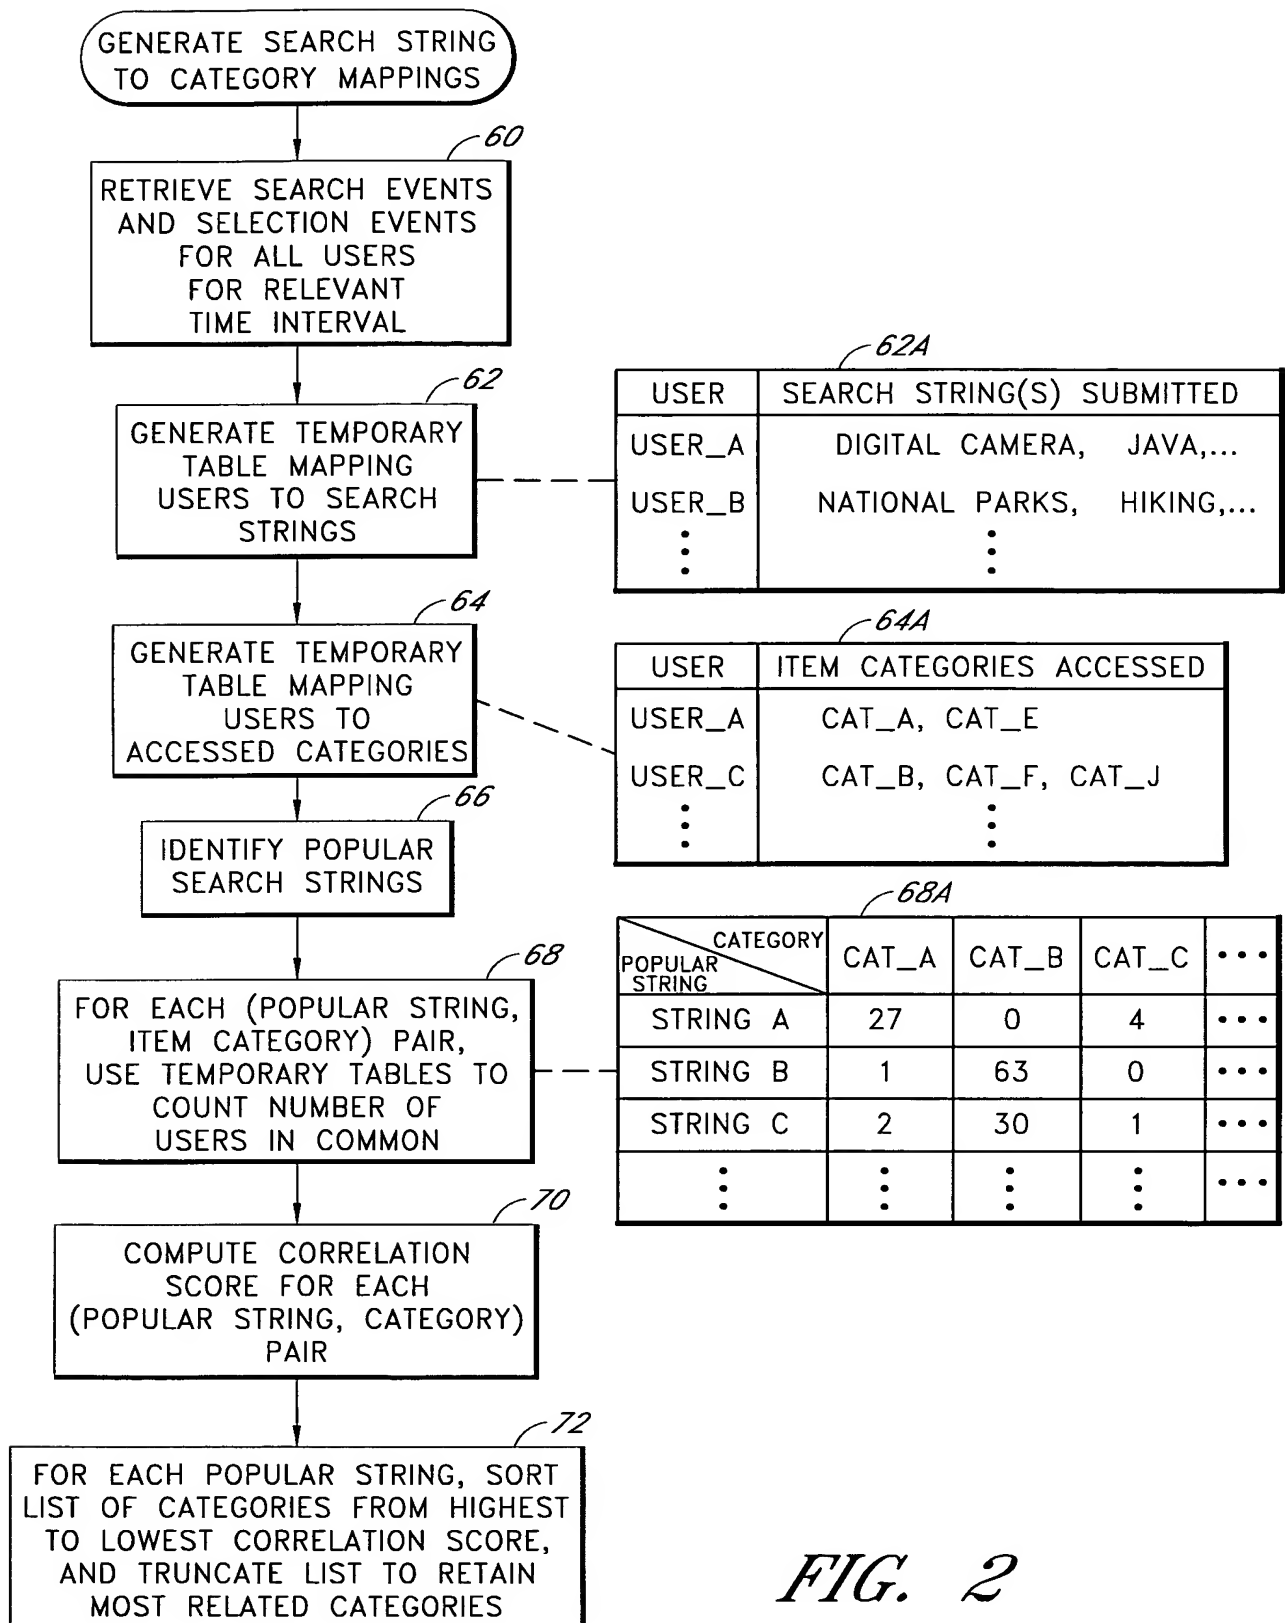 GENERATE SEARCH STRING
TO CATEGORY MAPPINGS
60
RETRIEVE SEARCH EVENTS
AND SELECTION EVENTS
FOR ALL USERS
FOR RELEVANT
TIME INTERVAL
62
GENERATE TEMPORARY
TABLE MAPPING
USERS TO SEARCH
STRINGS
62A
USER SEARCH STRING(S) SUBMITTED
USER_A DIGITAL CAMERA, JAVA,...
USER_B NATIONAL PARKS, HIKING,...
64
GENERATE TEMPORARY
TABLE MAPPING
USERS TO
ACCESSED CATEGORIES
64A
USER ITEM CATEGORIES ACCESSED
USER_A CAT_A, CAT_E
USER_C CAT_B, CAT_F, CAT_J
66
IDENTIFY POPULAR
SEARCH STRINGS
68
FOR EACH (POPULAR STRING,
ITEM CATEGORY) PAIR,
USE TEMPORARY TABLES TO
COUNT NUMBER OF
USERS IN COMMON
68A
CATEGORY
POPULAR
STRING
CAT_A CAT_B CAT_C ...
STRING A 27 0 4 ...
STRING B 1 63 0 ...
STRING C 2 30 1 ...
...
70
COMPUTE CORRELATION
SCORE FOR EACH
(POPULAR STRING, CATEGORY)
PAIR
72
FOR EACH POPULAR STRING, SORT
LIST OF CATEGORIES FROM HIGHEST
TO LOWEST CORRELATION SCORE,
AND TRUNCATE LIST TO RETAIN
MOST RELATED CATEGORIES
FIG. 2